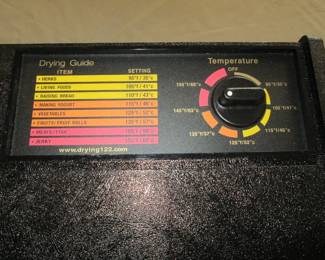 Drying Guide
ITEM SETTING
• HERBS 95°f / 35°c
• LIVING FOODS 105°f / 41°c
• RAISING BREAD 110°f / 43°c
• MAKING YOGURT 115°f / 46°c
• VEGETABLES 125°f / 52°c
• FRUITS/ FRUIT ROLLS
• MEATS/FISH
• JERKY
www.drying123.com
Temperature
OFF
95°f/35°c
105°f/41°c
115°f/46°c
125°f/52°c
135°f/57°c
145°f/63°c
155°f/68°c